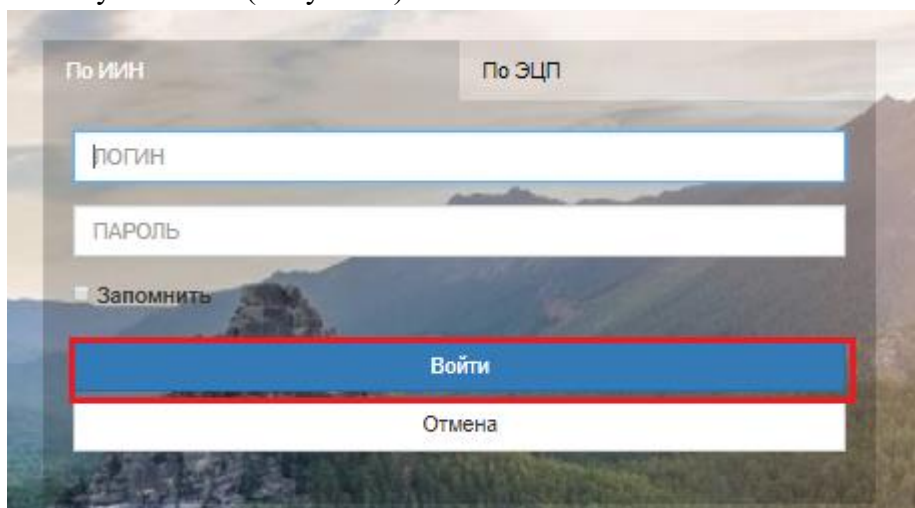 По ИИН
По ЭЦП
ЛОГИН
ПАРОЛЬ
Запомнить
Войти
Отмена